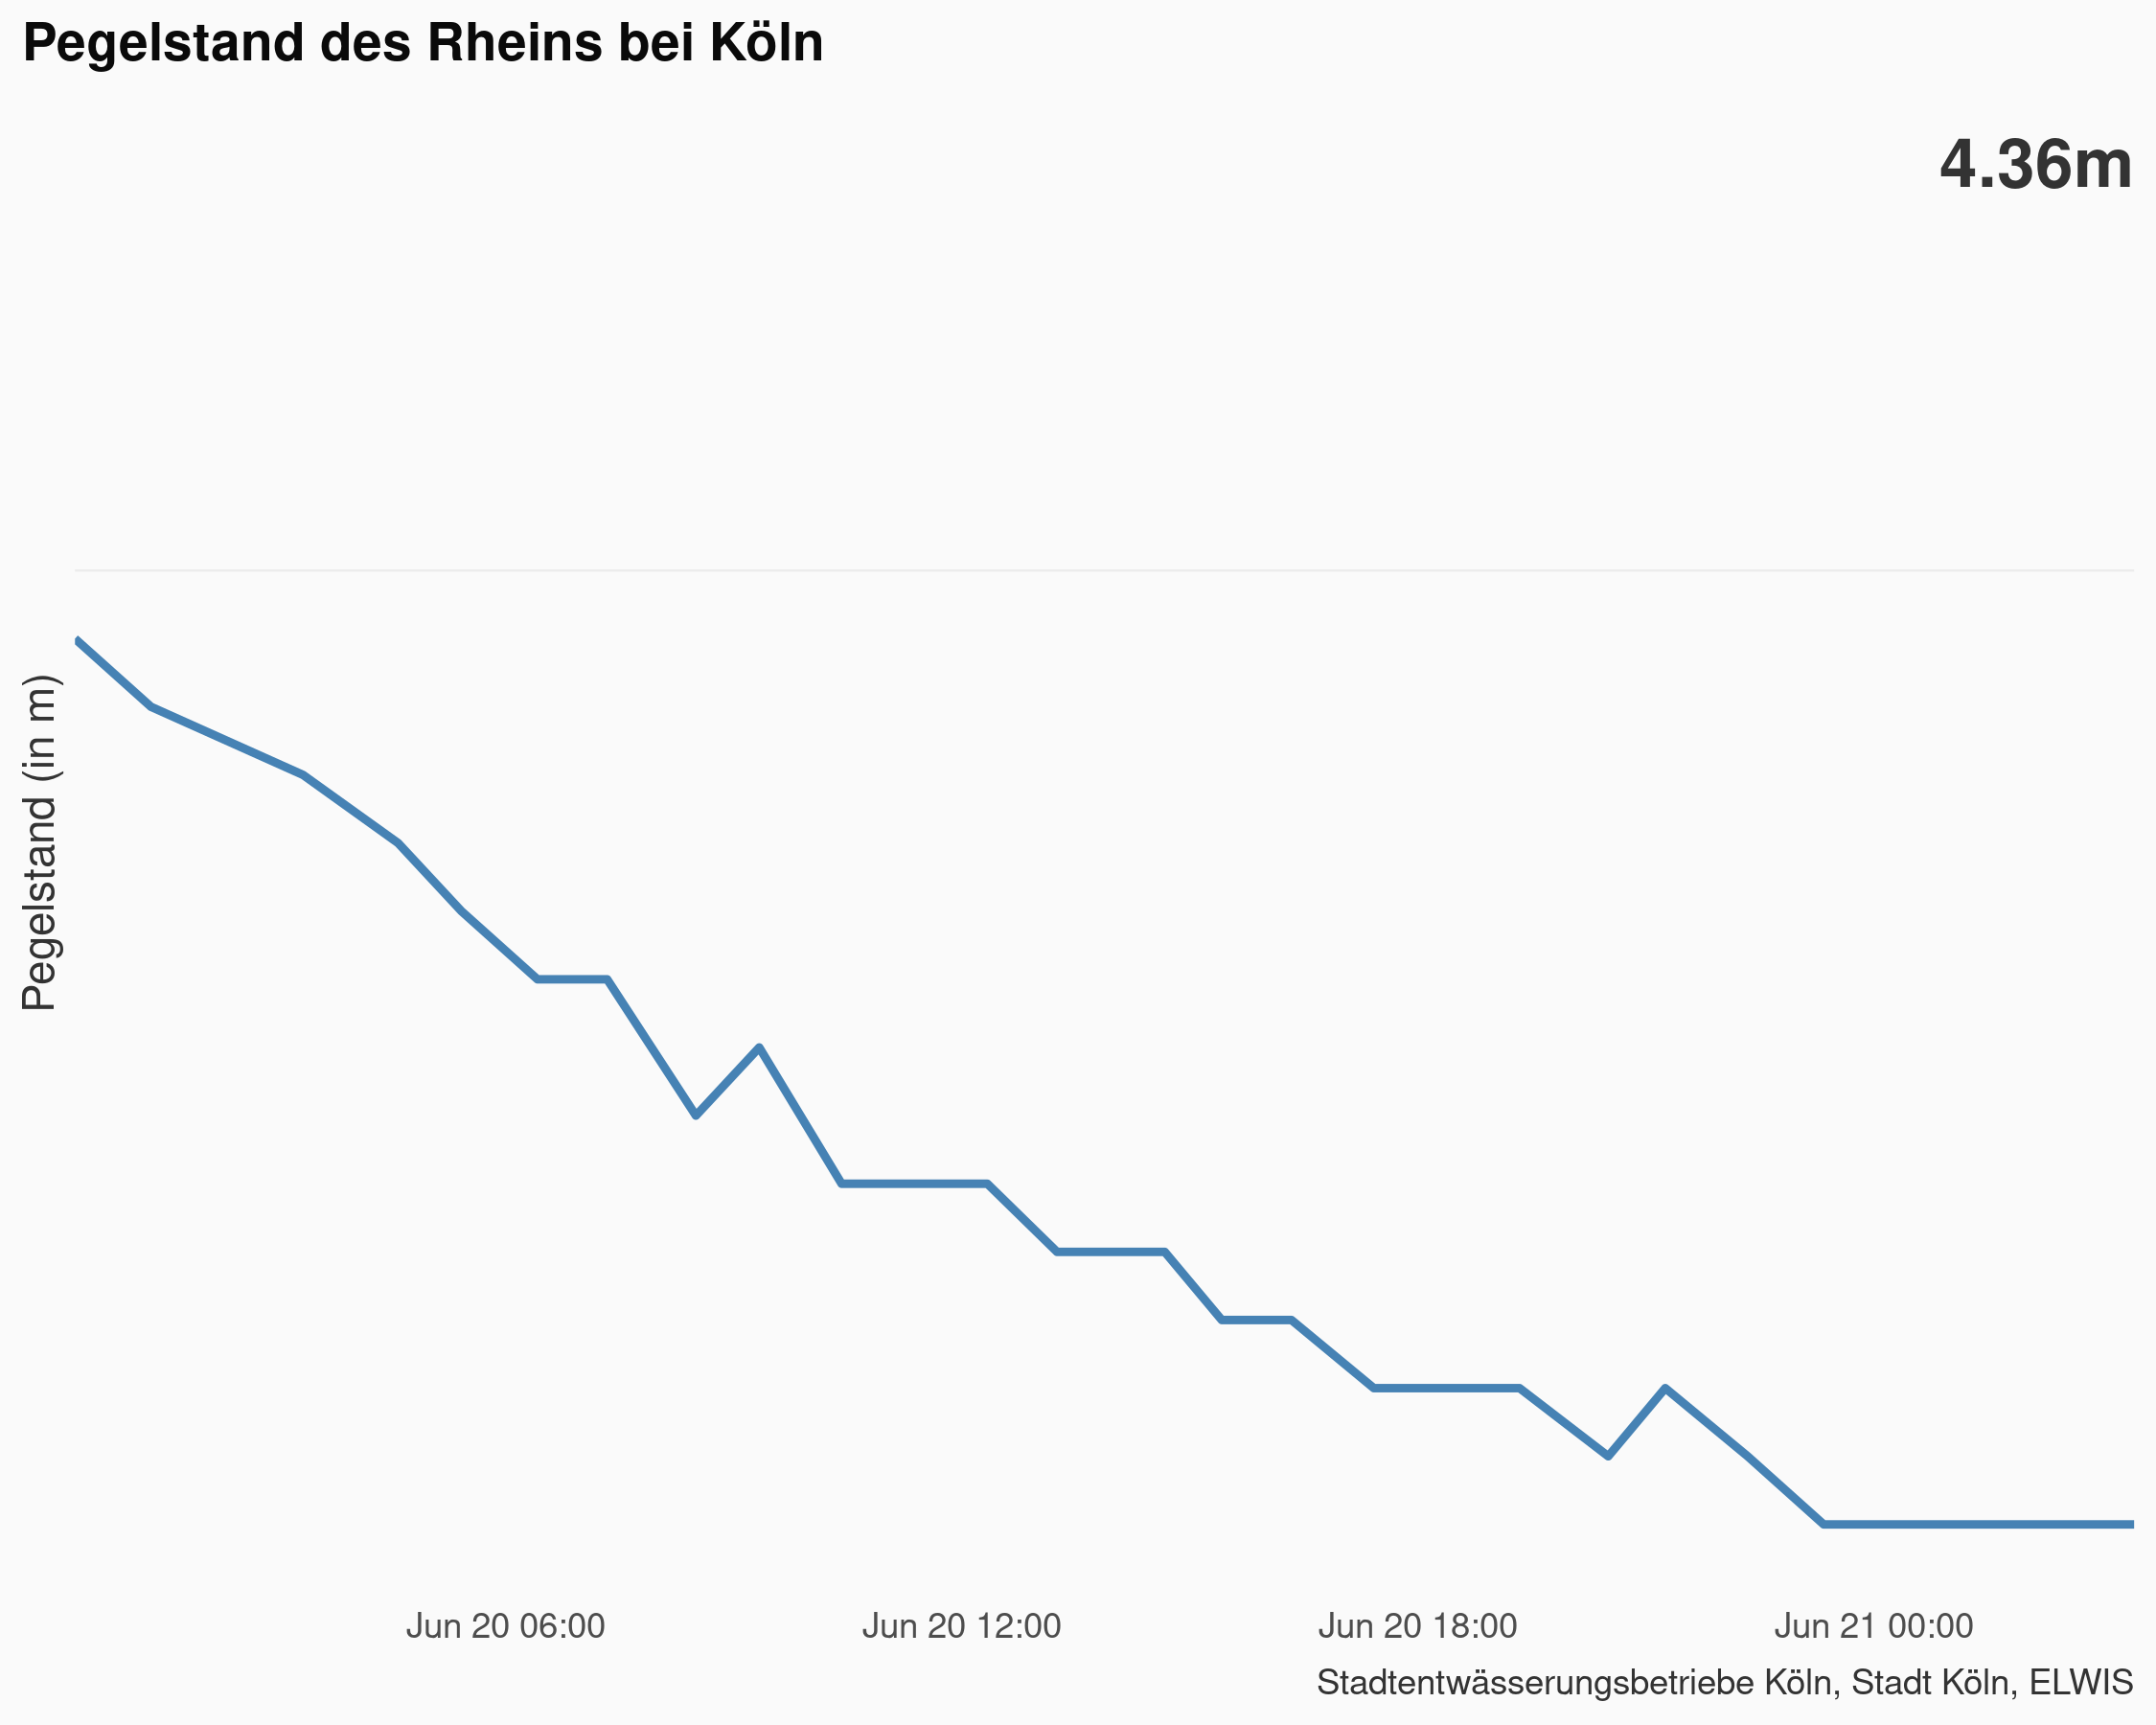 Pegelstand des Rheins bei Köln
4.36m
Pegelstand (in m)
Jun 20 06:00 Jun 20 12:00 Jun 20 18:00 Jun 21 00:00
Stadtentwässerungsbetriebe Köln, Stadt Köln, ELWIS